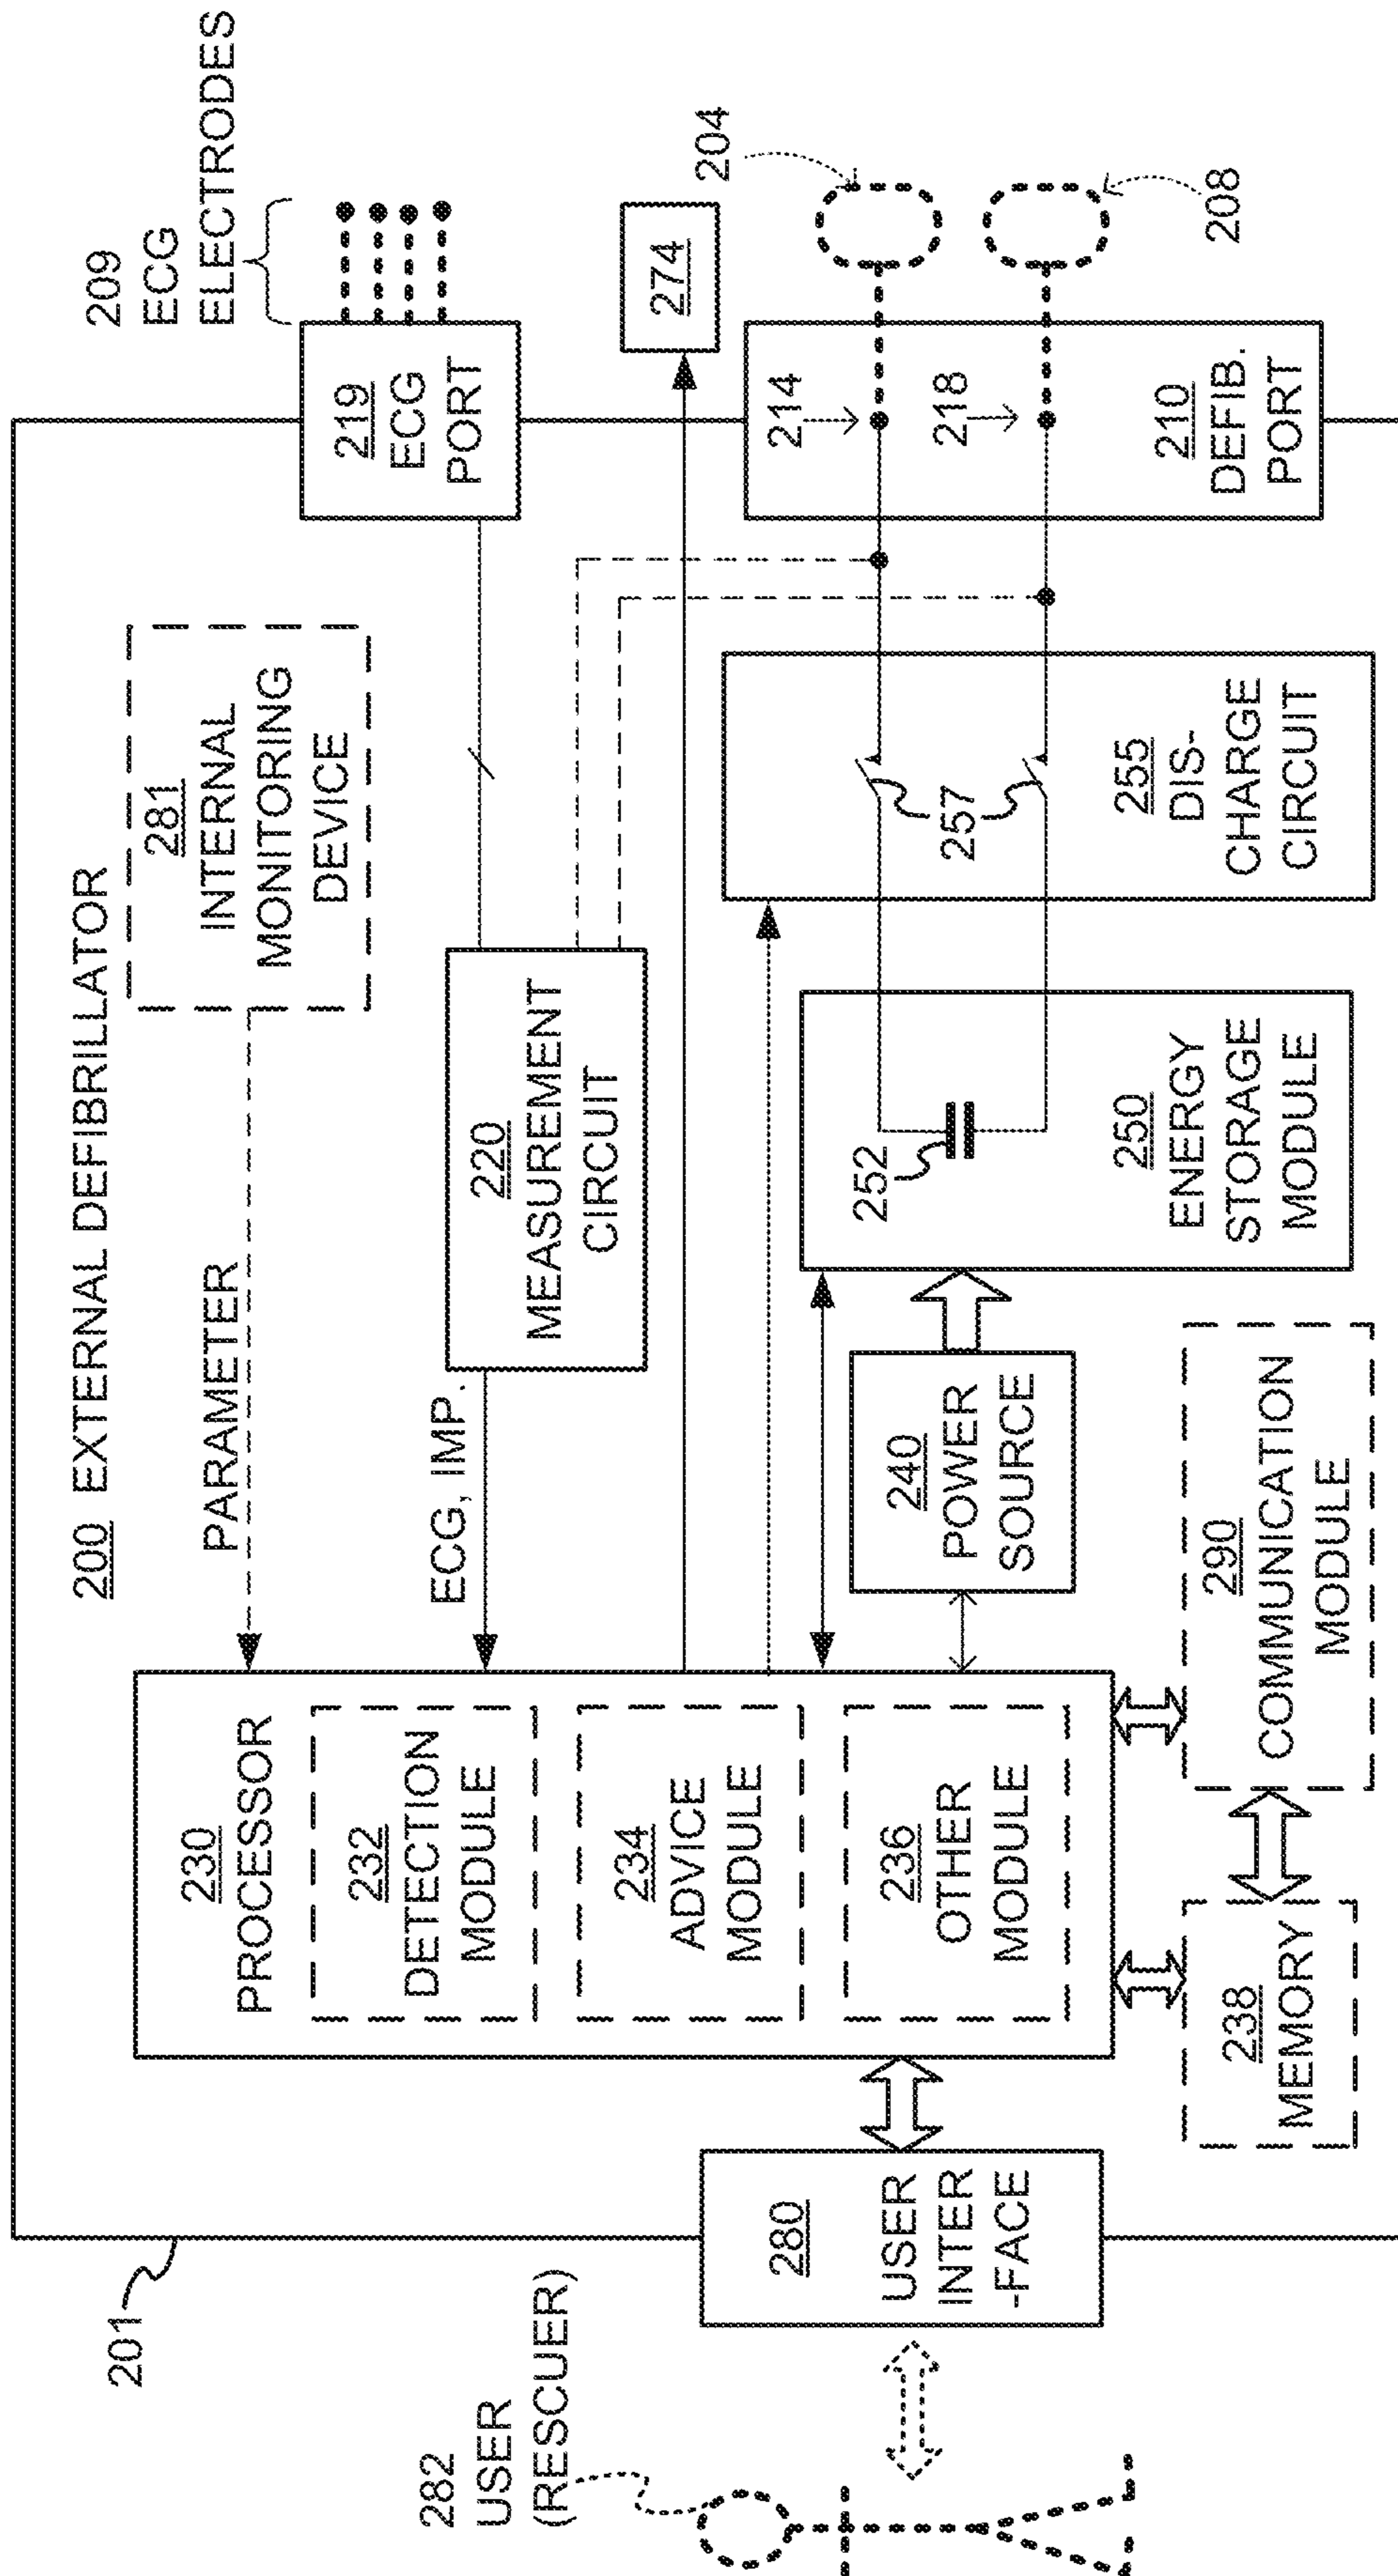 200 EXTERNAL DEFIBRILLATOR
201
209
ECG
ELECTRODES
281
INTERNAL
MONITORING
DEVICE
PARAMETER
219
ECG
PORT
230
PROCESSOR
232
DETECTION
MODULE
234
ADVICE
MODULE
236
OTHER
MODULE
ECG, IMP.
220
MEASUREMENT
CIRCUIT
274
204
208
214
218
210
DEFIB.
PORT
257
255
DIS-
CHARGE
CIRCUIT
252
250
ENERGY
STORAGE
MODULE
240
POWER
SOURCE
282
USER
(RESCUER)
280
USER
INTER
-FACE
238
MEMORY
290
COMMUNICATION
MODULE